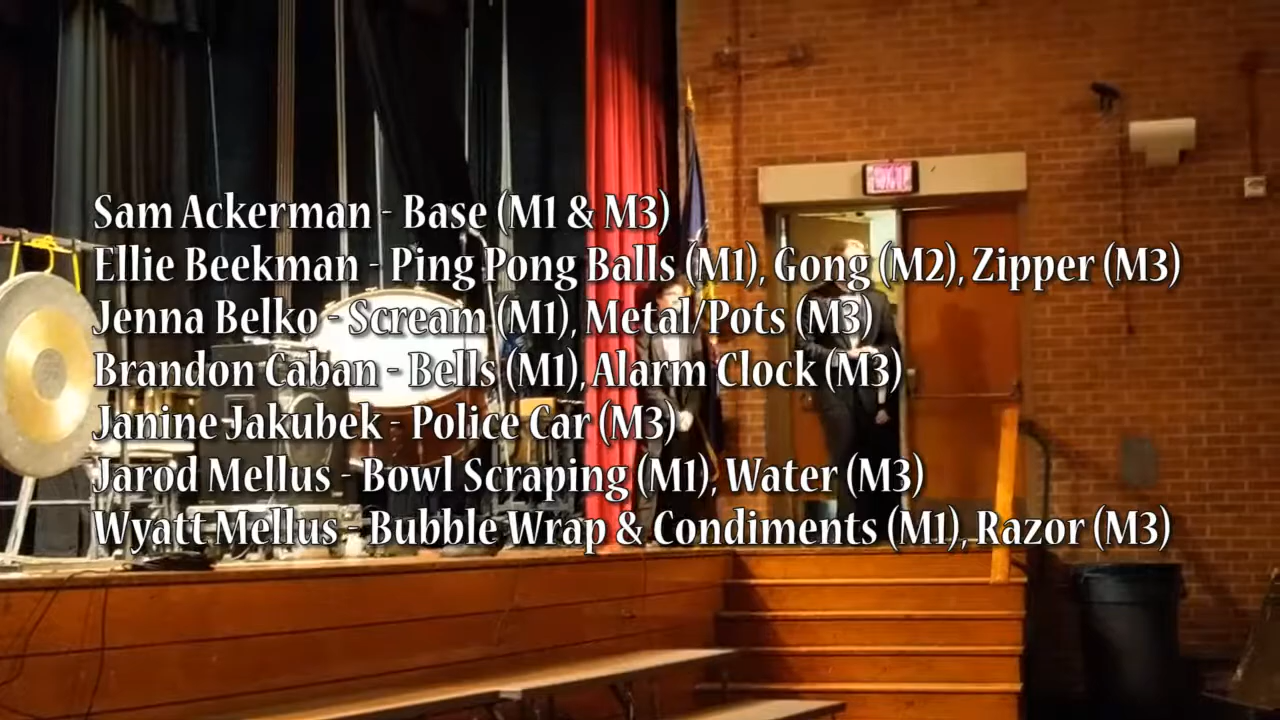 Sam Ackerman - Base (M1 & M3)
Ellie Beekman - Ping Pong Balls (M1), Gong (M2), Zipper (M3)
Jenna Belko - Scream (M1), Metal/Pots (M3)
Brandon Caban - Bells (M1), Alarm Clock (M3)
Janine Jakubek - Police Car (M3)
Jarod Mellus - Bowl Scraping (M1), Water (M3)
Wyatt Mellus - Bubble Wrap & Condiments (M1), Razor (M3)